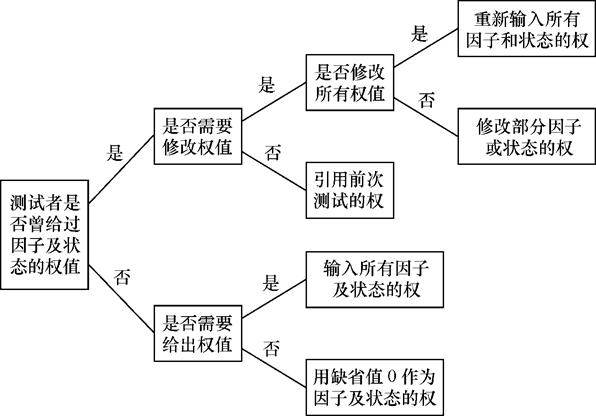 测试者是
否曾给过
因子及状
态的权值
是
否
是否需要
修改权值
是
否
是否修改
所有权值
是
否
重新输入所有
因子和状态的权
修改部分因子
或状态的权
引用前次
测试的权
是否需要
给出权值
是
否
输入所有因子
及状态的权
用缺省值0作为
因子及状态的权